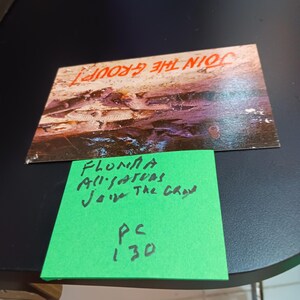 JOIN THE GROUP!
FLORIDA
AlligATORS
Join The Group
PC
130